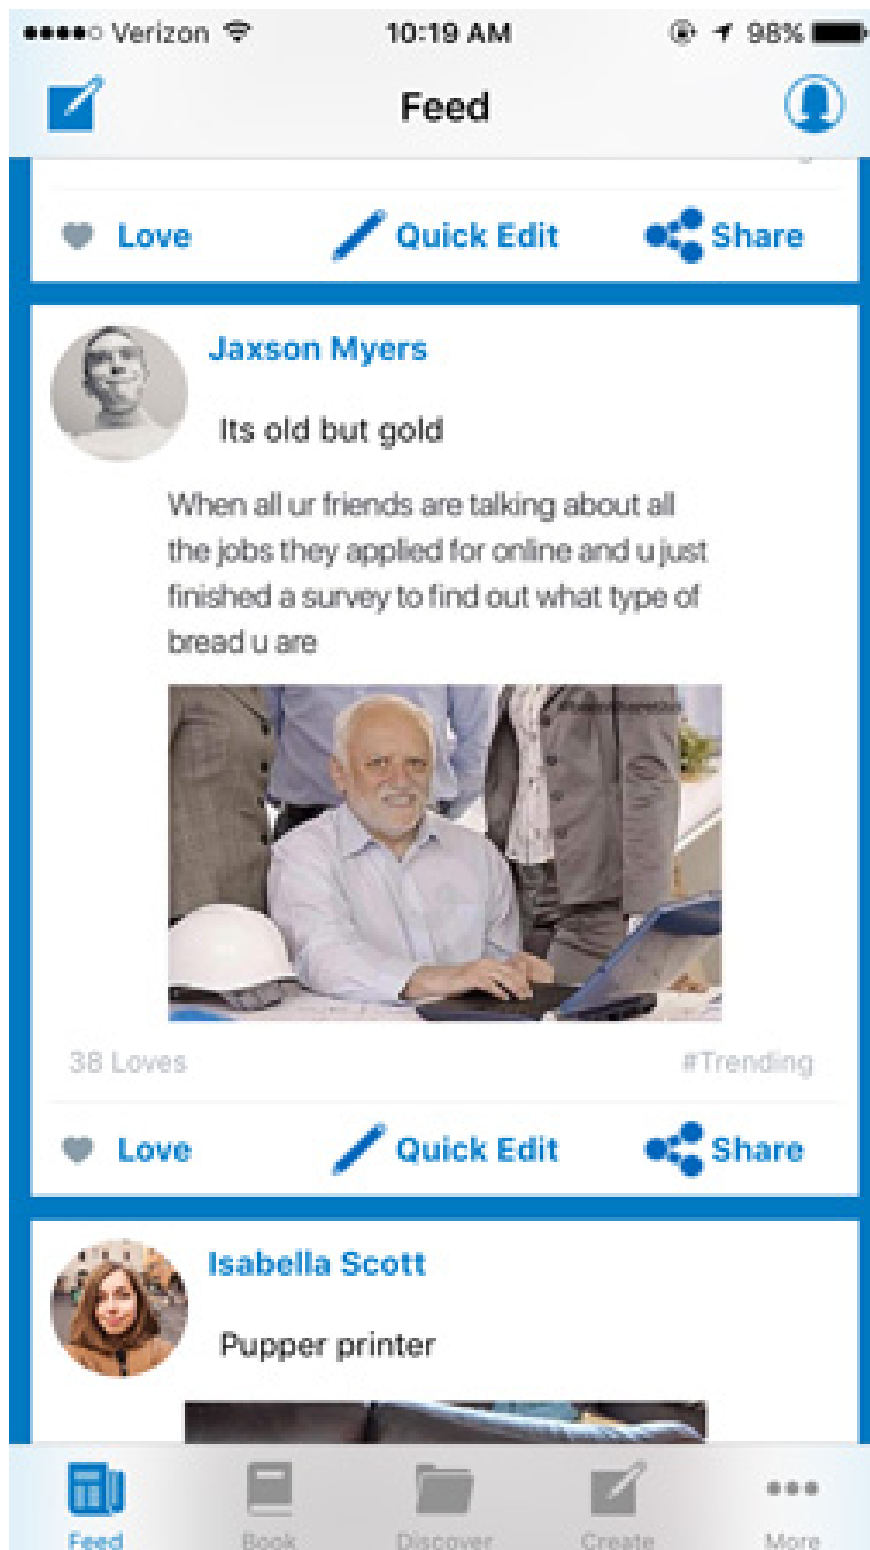 Verizon 10:19 AM 98%
Feed
Love Quick Edit Share
Jaxson Myers
Its old but gold
When all ur friends are talking about all
the jobs they applied for online and u just
finished a survey to find out what type of
bread u are
38 Loves #Trending
Love Quick Edit Share
Isabella Scott
Pupper printer
Feed Book Discover Create More